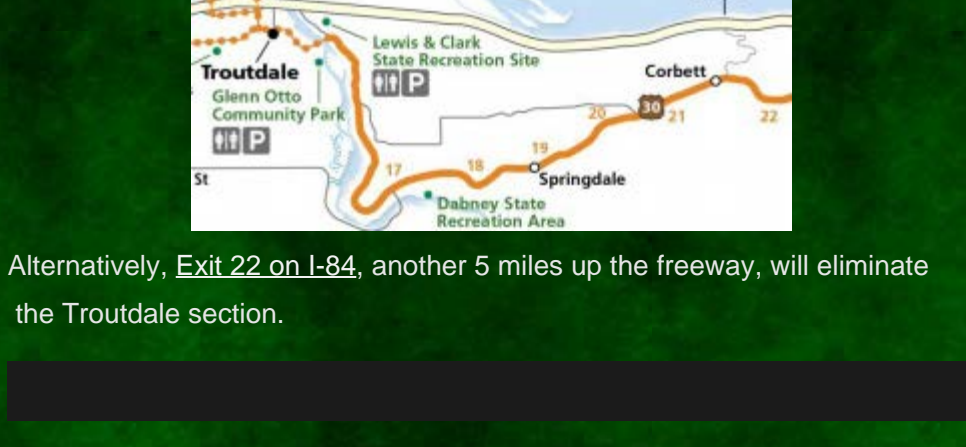 Lewis & Clark
State Recreation Site
P
Troutdale
Corbett
Glenn Otto
Community Park
P
30
20
21
22
19
18
17
St
Springdale
Dabney State
Recreation Area
Alternatively, Exit 22 on I-84, another 5 miles up the freeway, will eliminate
the Troutdale section.